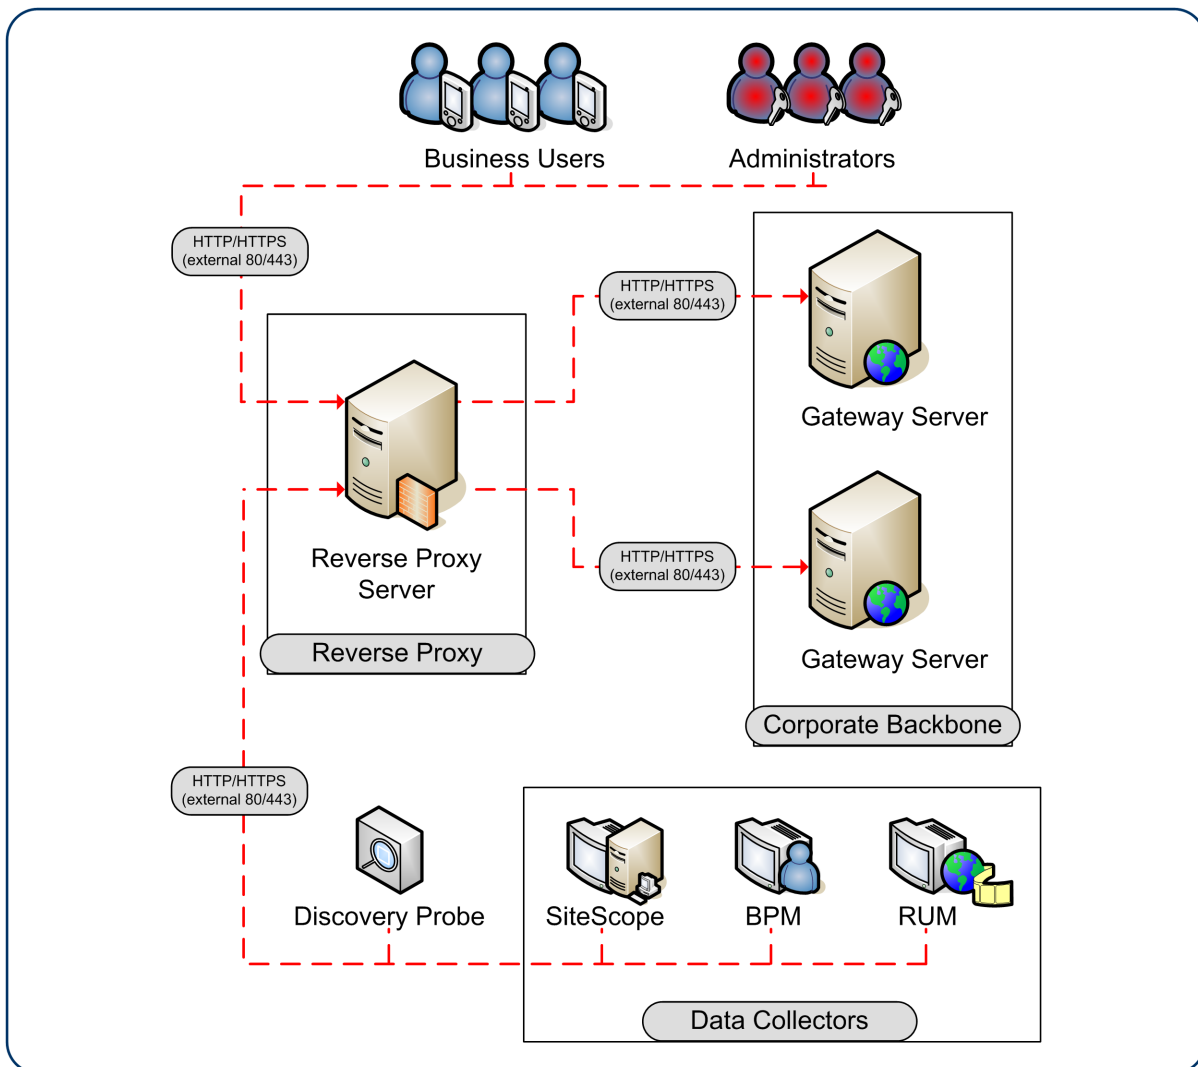 Business Users
Administrators
HTTP/HTTPS
(external 80/443)
HTTP/HTTPS
(external 80/443)
Gateway Server
Reverse Proxy
Server
Reverse Proxy
HTTP/HTTPS
(external 80/443)
Gateway Server
Corporate Backbone
HTTP/HTTPS
(external 80/443)
Discovery Probe
SiteScope
BPM
RUM
Data Collectors